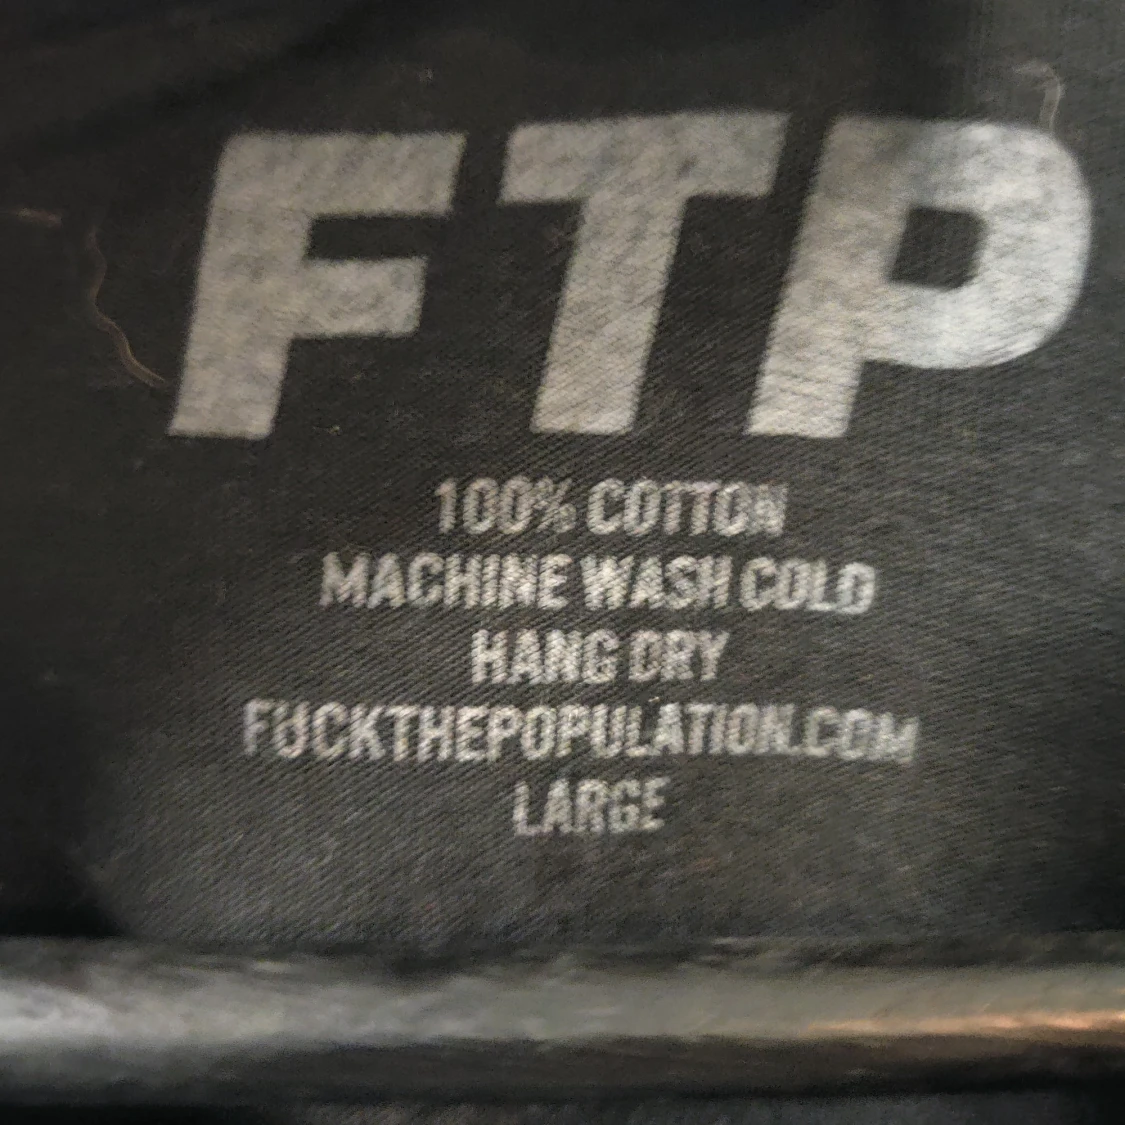 FTP
100% COTTON
MACHINE WASH COLD
HANG DRY
FUCKTHEPOPULATION.COM
LARGE